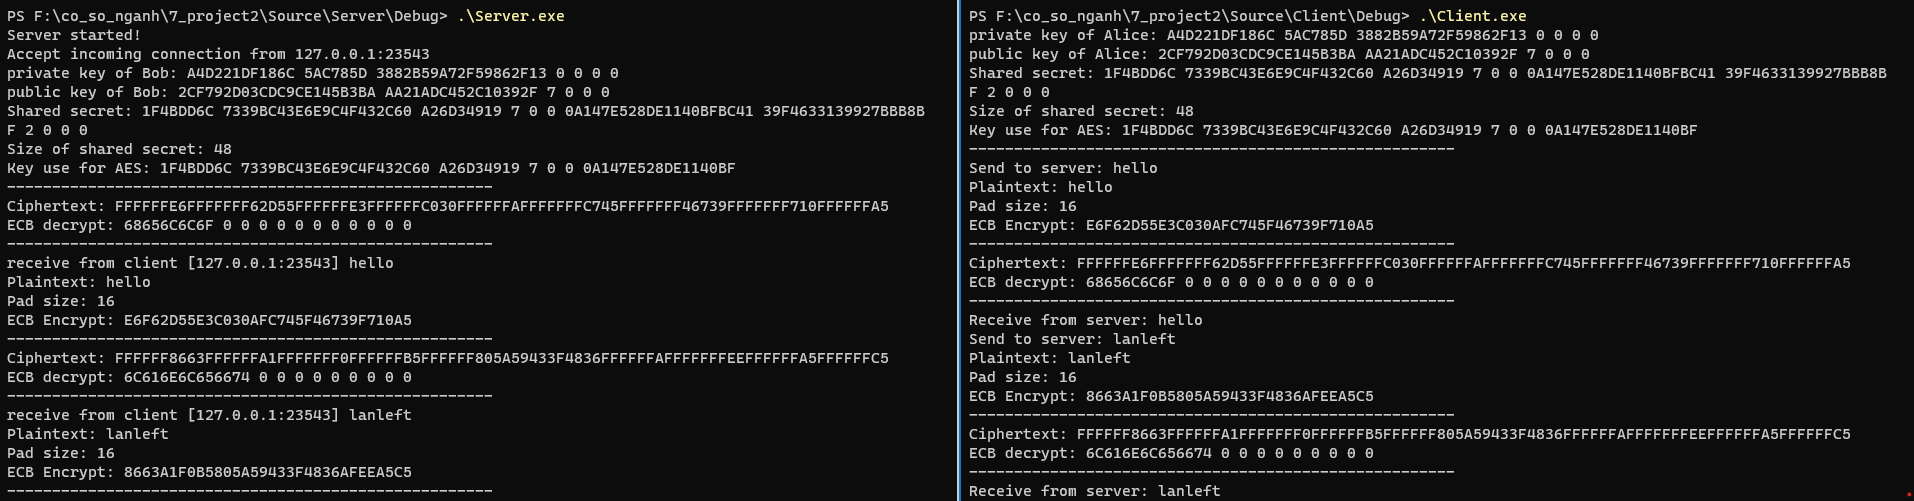 PS F:\co_so_nganh\7_project2\Source\Server\Debug> .\Server.exe
Server started!
Accept incoming connection from 127.0.0.1:23543
private key of Bob: A4D221DF186C 5AC785D 3882B59A72F59862F13 0 0 0 0
public key of Bob: 2CF792D03CDC9CE145B3BA AA21ADC452C10392F 7 0 0 0
Shared secret: 1F4BDD6C 7339BC43E6E9C4F432C60 A26D34919 7 0 0 0A147E528DE1140BFBC41 39F4633139927BBB8B
F 2 0 0 0
Size of shared secret: 48
Key use for AES: 1F4BDD6C 7339BC43E6E9C4F432C60 A26D34919 7 0 0 0A147E528DE1140BF
------------------------------------------------------
Ciphertext: FFFFFFE6FFFFFFF62D55FFFFFFE3FFFFFFC030FFFFFFAFFFFFFFC745FFFFFFF46739FFFFFFF710FFFFFFA5
ECB decrypt: 68656C6C6F 0 0 0 0 0 0 0 0 0 0 0
------------------------------------------------------
receive from client [127.0.0.1:23543] hello
Plaintext: hello
Pad size: 16
ECB Encrypt: E6F62D55E3C030AFC745F46739F710A5
------------------------------------------------------
Ciphertext: FFFFFF8663FFFFFFA1FFFFFFF0FFFFFFB5FFFFFF805A59433F4836FFFFFFAFFFFFFFEEFFFFFFA5FFFFFFC5
ECB decrypt: 6C616E6C656674 0 0 0 0 0 0 0 0 0
------------------------------------------------------
receive from client [127.0.0.1:23543] lanleft
Plaintext: lanleft
Pad size: 16
ECB Encrypt: 8663A1F0B5805A59433F4836AFEEA5C5
------------------------------------------------------
PS F:\co_so_nganh\7_project2\Source\Client\Debug> .\Client.exe
private key of Alice: A4D221DF186C 5AC785D 3882B59A72F59862F13 0 0 0 0
public key of Alice: 2CF792D03CDC9CE145B3BA AA21ADC452C10392F 7 0 0 0
Shared secret: 1F4BDD6C 7339BC43E6E9C4F432C60 A26D34919 7 0 0 0A147E528DE1140BFBC41 39F4633139927BBB8B
F 2 0 0 0
Size of shared secret: 48
Key use for AES: 1F4BDD6C 7339BC43E6E9C4F432C60 A26D34919 7 0 0 0A147E528DE1140BF
------------------------------------------------------
Send to server: hello
Plaintext: hello
Pad size: 16
ECB Encrypt: E6F62D55E3C030AFC745F46739F710A5
------------------------------------------------------
Ciphertext: FFFFFFE6FFFFFFF62D55FFFFFFE3FFFFFFC030FFFFFFAFFFFFFFC745FFFFFFF46739FFFFFFF710FFFFFFA5
ECB decrypt: 68656C6C6F 0 0 0 0 0 0 0 0 0 0 0
------------------------------------------------------
Receive from server: hello
Send to server: lanleft
Plaintext: lanleft
Pad size: 16
ECB Encrypt: 8663A1F0B5805A59433F4836AFEEA5C5
------------------------------------------------------
Ciphertext: FFFFFF8663FFFFFFA1FFFFFFF0FFFFFFB5FFFFFF805A59433F4836FFFFFFAFFFFFFFEEFFFFFFA5FFFFFFC5
ECB decrypt: 6C616E6C656674 0 0 0 0 0 0 0 0 0
------------------------------------------------------
Receive from server: lanleft